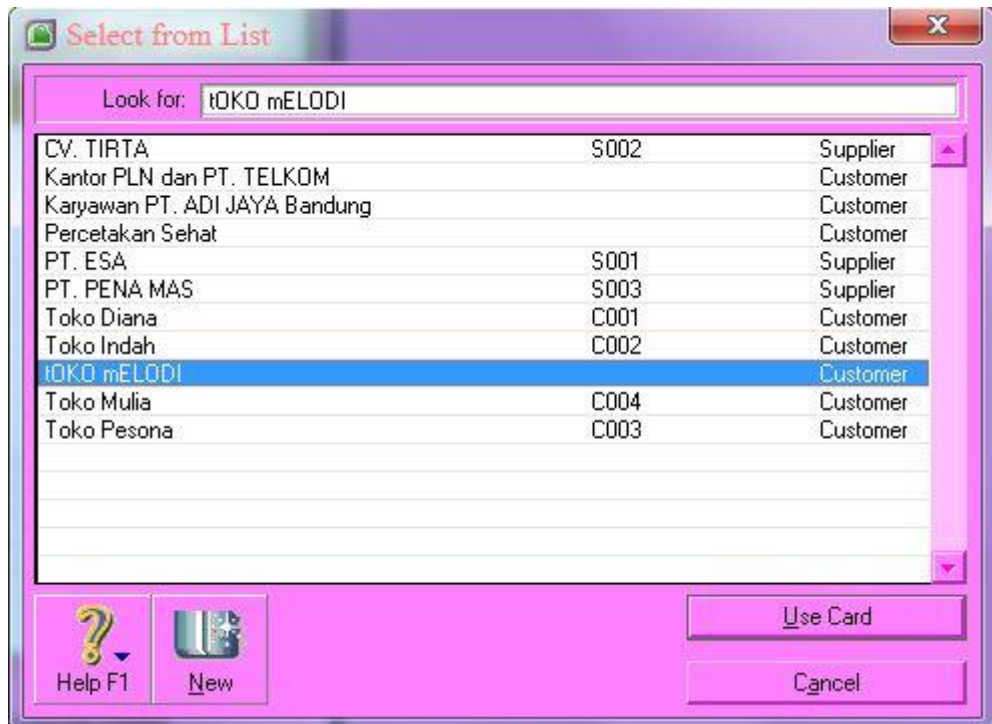 Select from List
Look for: tOKO mELODI
CV. TIRTA S002 Supplier
Kantor PLN dan PT. TELKOM Customer
Karyawan PT. ADI JAYA Bandung Customer
Percetakan Sehat Customer
PT. ESA S001 Supplier
PT. PENA MAS S003 Supplier
Toko Diana C001 Customer
Toko Indah C002 Customer
tOKO mELODI Customer
Toko Mulia C004 Customer
Toko Pesona C003 Customer
Use Card
Help F1 New Cancel